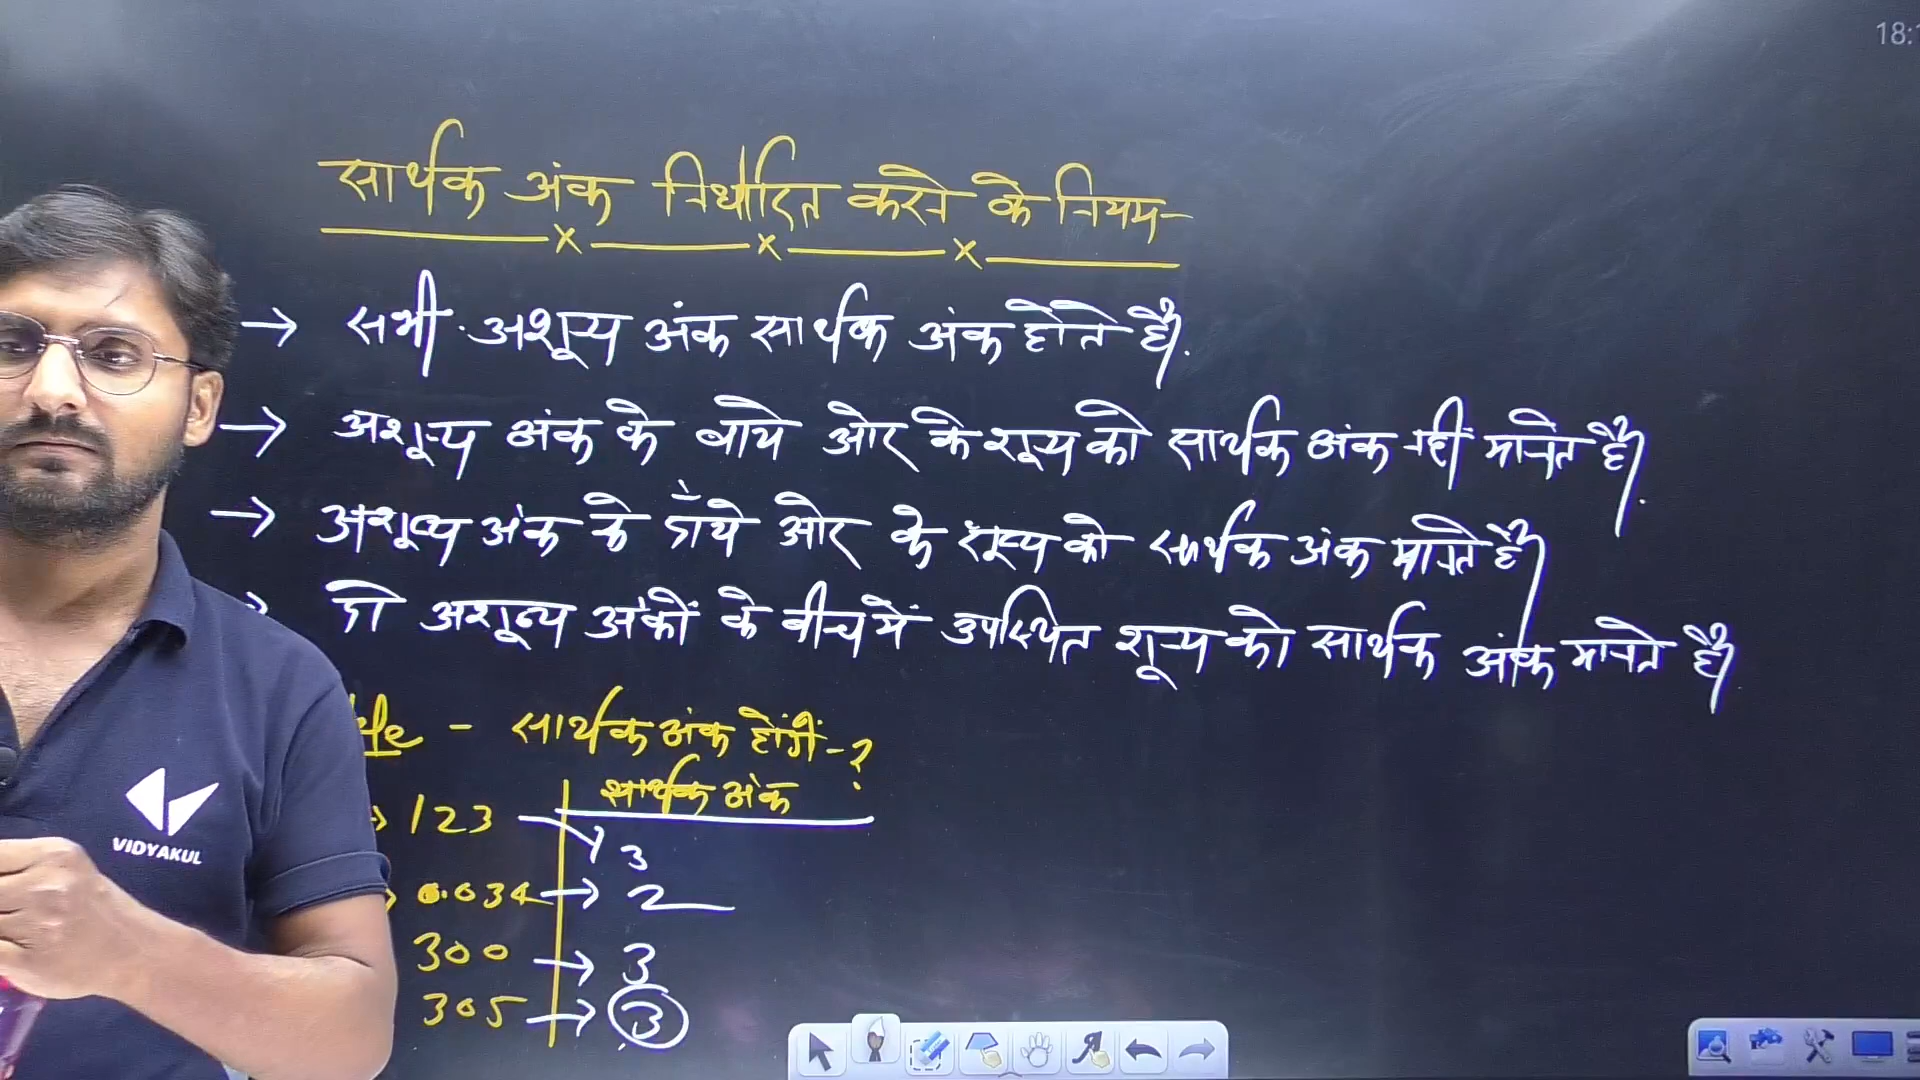 18:
सार्थक अंक निर्धारित करने के नियम-
→ सभी अशून्य अंक सार्थक अंक होते है.
→ अशून्य अंक के बाये ओर के शून्य को सार्थक अंक नहीं मानते है.
→ अशून्य अंक के दाँये ओर के शून्य को सार्थक अंक मानते है
दो अशून्य अंकों के बीच में उपस्थित शून्य को सार्थक अंक मानते है
- सार्थक अंक होंगें-?
सार्थक अंक
→ 123 → 3
0.034 → 2
300 → 3
305 → 3
VIDYAKUL